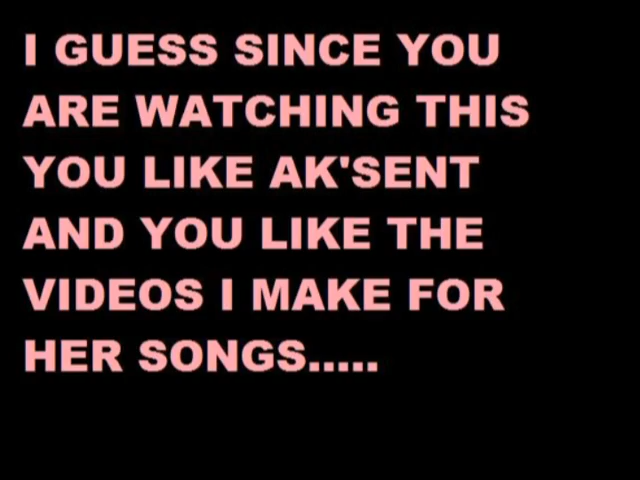 I GUESS SINCE YOU
ARE WATCHING THIS
YOU LIKE AK'SENT
AND YOU LIKE THE
VIDEOS I MAKE FOR
HER SONGS.....